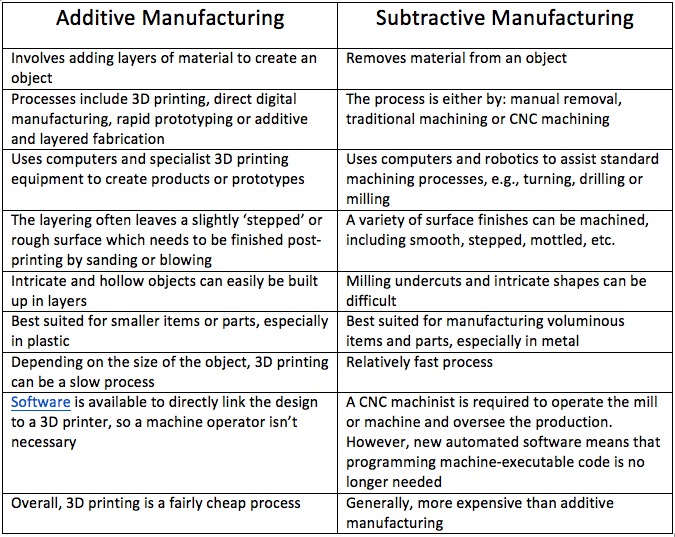 Additive Manufacturing
Subtractive Manufacturing
Involves adding layers of material to create an
object
Removes material from an object
Processes include 3D printing, direct digital
manufacturing, rapid prototyping or additive
and layered fabrication
The process is either by: manual removal,
traditional machining or CNC machining
Uses computers and specialist 3D printing
equipment to create products or prototypes
Uses computers and robotics to assist standard
machining processes, e.g., turning, drilling or
milling
The layering often leaves a slightly ‘stepped’ or
rough surface which needs to be finished post-
printing by sanding or blowing
A variety of surface finishes can be machined,
including smooth, stepped, mottled, etc.
Intricate and hollow objects can easily be built
up in layers
Milling undercuts and intricate shapes can be
difficult
Best suited for smaller items or parts, especially
in plastic
Best suited for manufacturing voluminous
items and parts, especially in metal
Depending on the size of the object, 3D printing
can be a slow process
Relatively fast process
Software is available to directly link the design
to a 3D printer, so a machine operator isn’t
necessary
A CNC machinist is required to operate the mill
or machine and oversee the production.
However, new automated software means that
programming machine-executable code is no
longer needed
Overall, 3D printing is a fairly cheap process
Generally, more expensive than additive
manufacturing